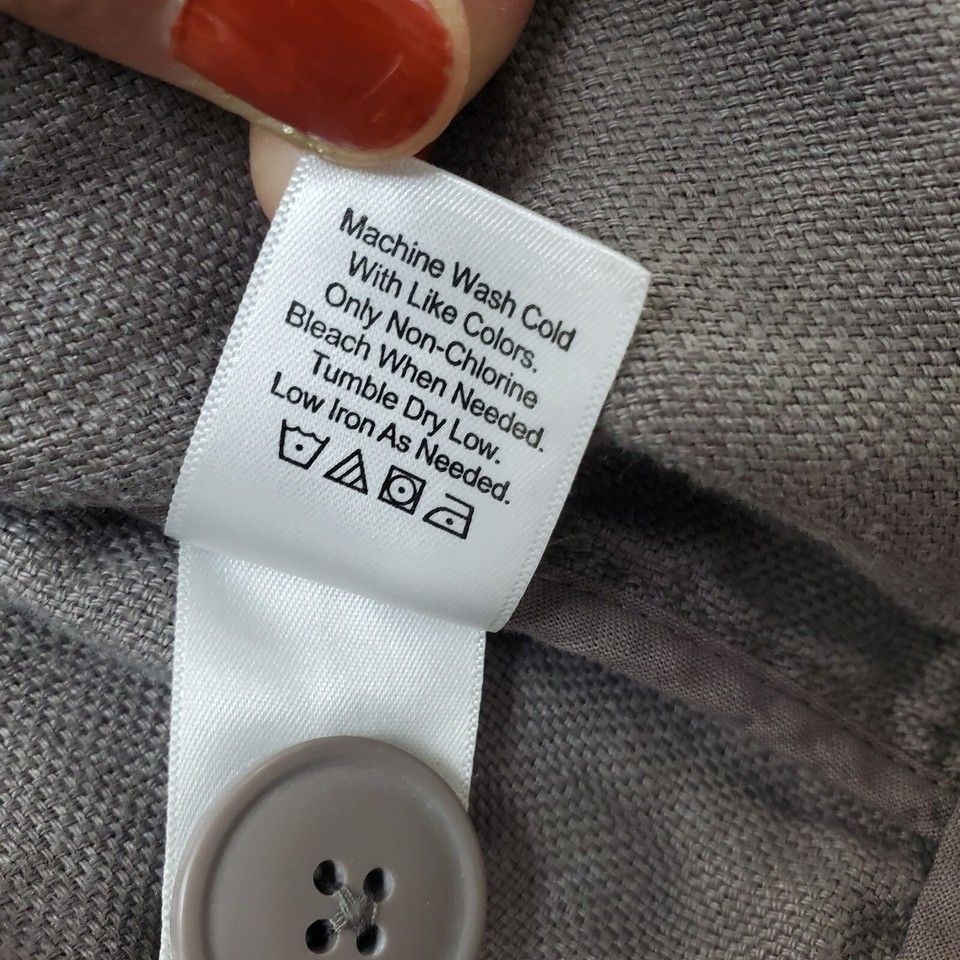 Machine Wash Cold
With Like Colors.
Only Non-Chlorine
Bleach When Needed.
Tumble Dry Low.
Low Iron As Needed.